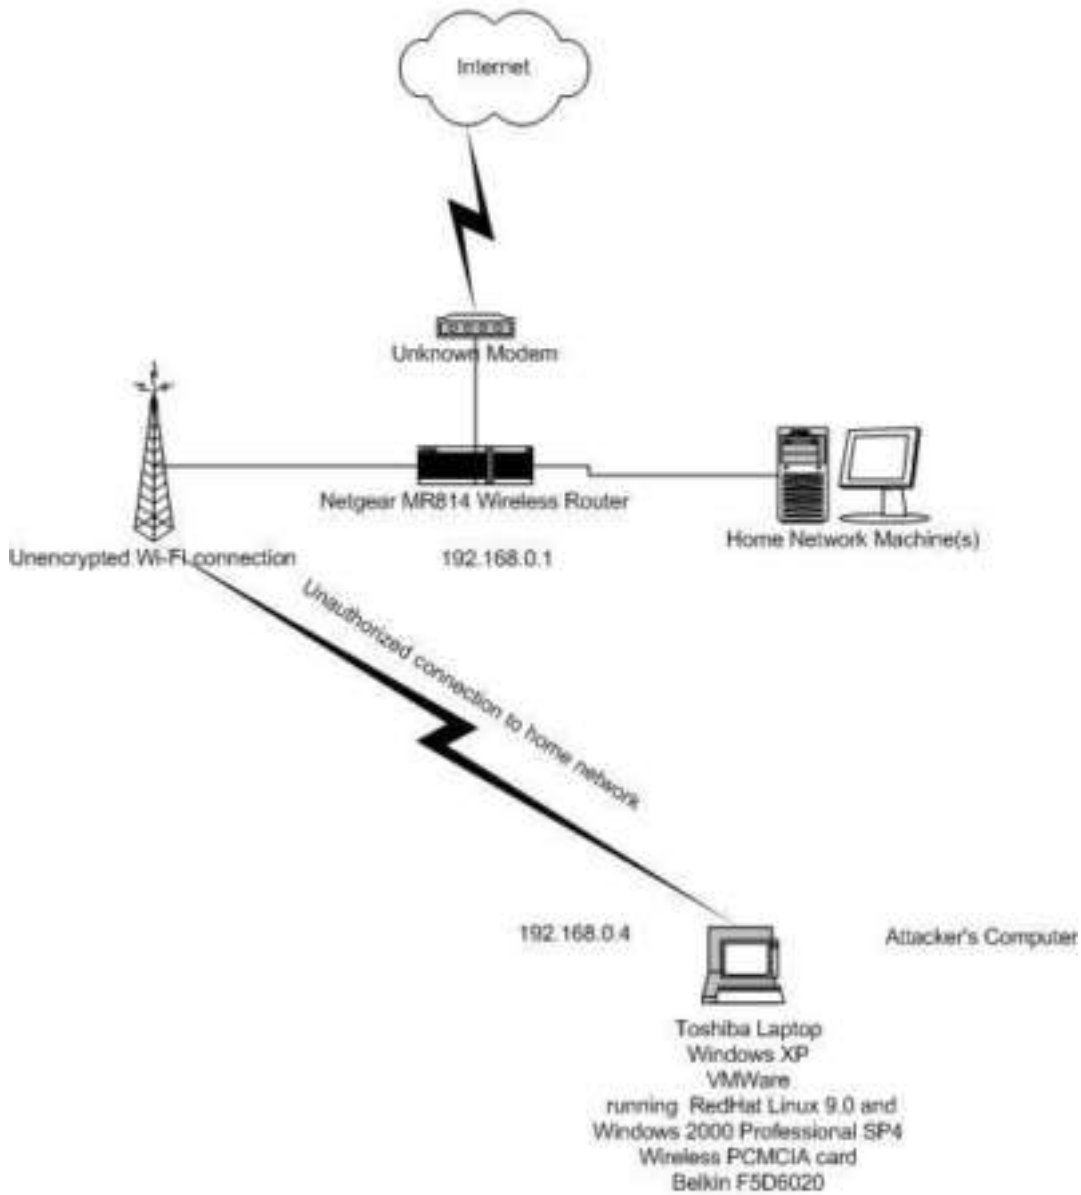 Internet
Unknown Modem
Netgear MR814 Wireless Router
Home Network Machine(s)
Unencrypted Wi-Fi connection
192.168.0.1
Unauthorized connection to home network
192.168.0.4
Attacker's Computer
Toshiba Laptop
Windows XP
VMWare
running RedHat Linux 9.0 and
Windows 2000 Professional SP4
Wireless PCMCIA card
Belkin F5D6020